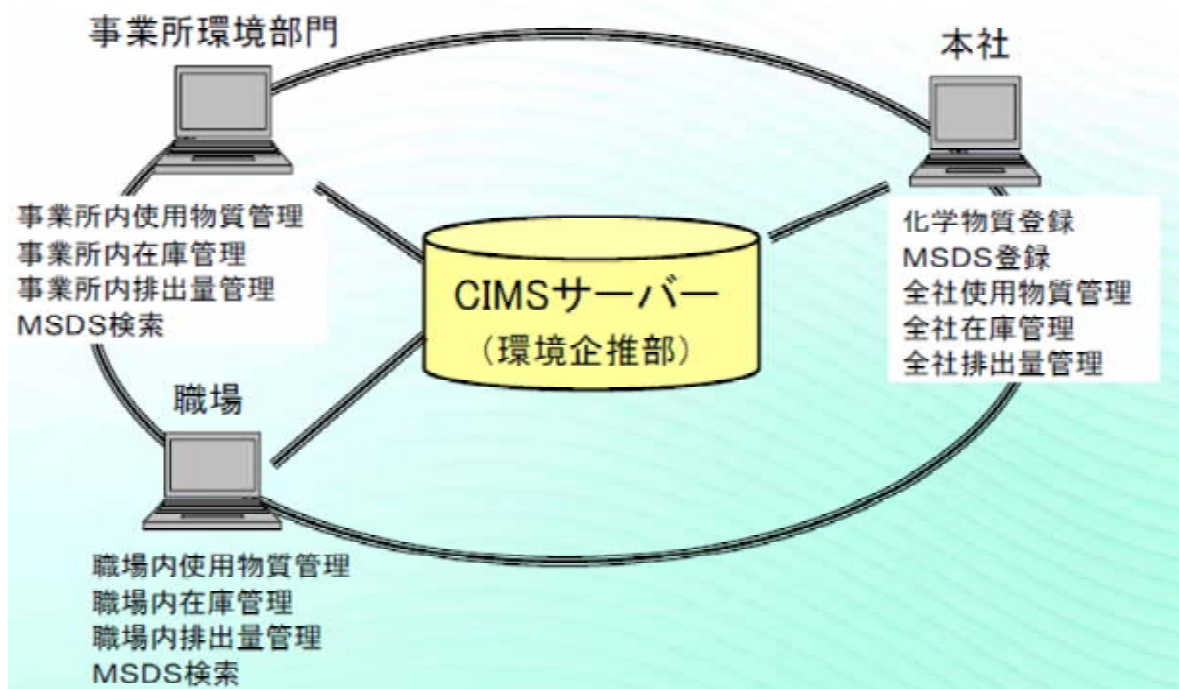 事業所環境部門
本社
事業所内使用物質管理
事業所内在庫管理
事業所内排出量管理
MSDS検索
CIMSサーバー
（環境企推部）
化学物質登録
MSDS登録
全社使用物質管理
全社在庫管理
全社排出量管理
職場
職場内使用物質管理
職場内在庫管理
職場内排出量管理
MSDS検索